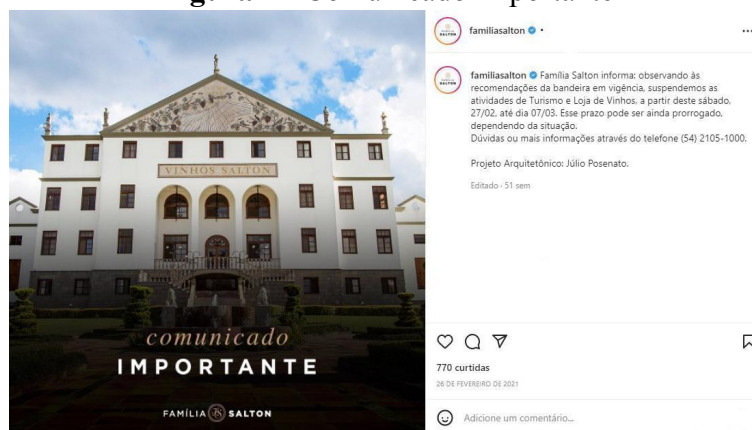 VINHOS SALTON
comunicado
IMPORTANTE
FAMÍLIA SALTON
familiasalton •
familiasalton Família Salton informa: observando às
recomendações da bandeira em vigência, suspendemos as
atividades de Turismo e Loja de Vinhos, a partir deste sábado,
27/02, até dia 07/03. Esse prazo pode ser ainda prorrogado,
dependendo da situação.
Dúvidas ou mais informações através do telefone (54) 2105-1000.
Projeto Arquitetônico: Júlio Posenato.
Editado · 51 sem
770 curtidas
26 DE FEVEREIRO DE 2021
Adicione um comentário...